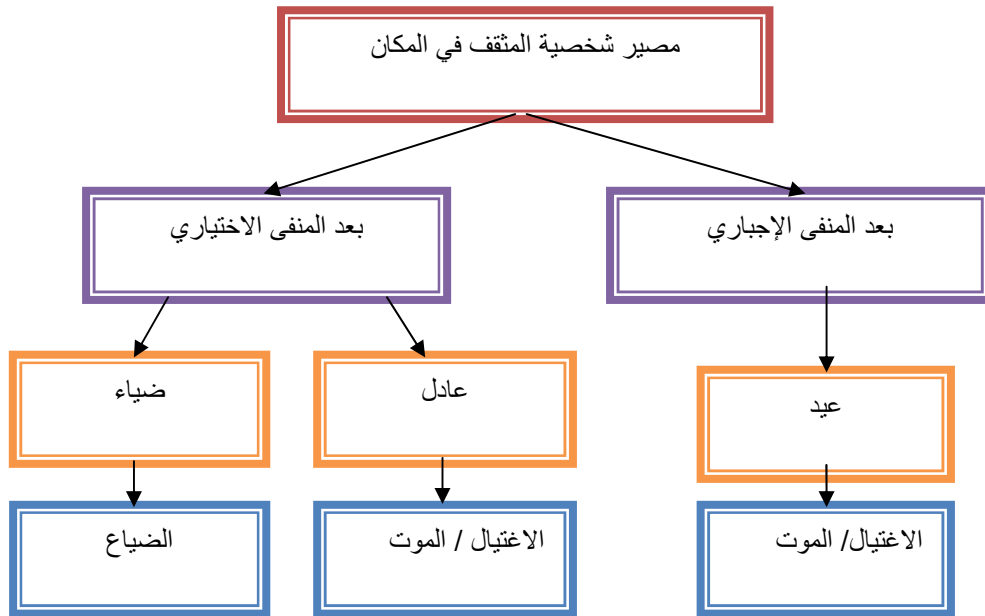 مصير شخصية المثقف في المكان
بعد المنفى الإجباري
بعد المنفى الاختياري
عيد
عادل
ضياء
الاغتيال/ الموت
الاغتيال / الموت
الضياع